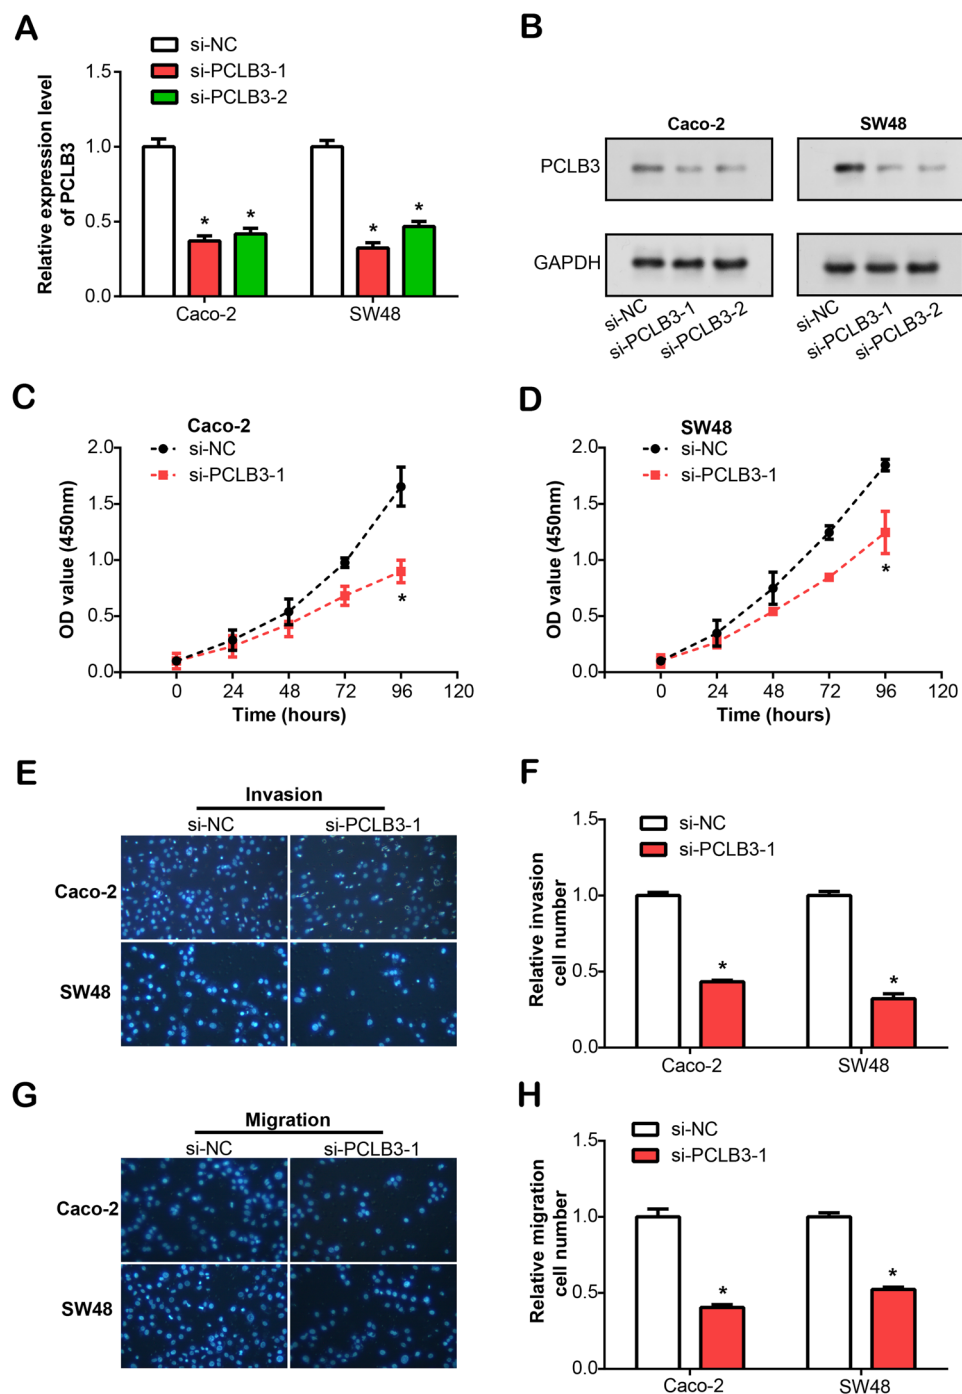 A
si-NC
si-PCLB3-1
si-PCLB3-2
Relative expression level
of PCLB3
1.5
1.0
0.5
0.0
*
*
*
*
Caco-2
SW48
B
Caco-2
SW48
PCLB3
GAPDH
si-NC
si-PCLB3-1
si-PCLB3-2
si-NC
si-PCLB3-1
si-PCLB3-2
C
Caco-2
si-NC
si-PCLB3-1
OD value (450nm)
2.0
1.5
1.0
0.5
0.0
*
0 24 48 72 96 120
Time (hours)
D
SW48
si-NC
si-PCLB3-1
OD value (450nm)
2.0
1.5
1.0
0.5
0.0
*
0 24 48 72 96 120
Time (hours)
E
Invasion
si-NC si-PCLB3-1
Caco-2
SW48
F
si-NC
si-PCLB3-1
Relative invasion
cell number
1.5
1.0
0.5
0.0
*
*
Caco-2
SW48
G
Migration
si-NC si-PCLB3-1
Caco-2
SW48
H
si-NC
si-PCLB3-1
Relative migration
cell number
1.5
1.0
0.5
0.0
*
*
Caco-2
SW48